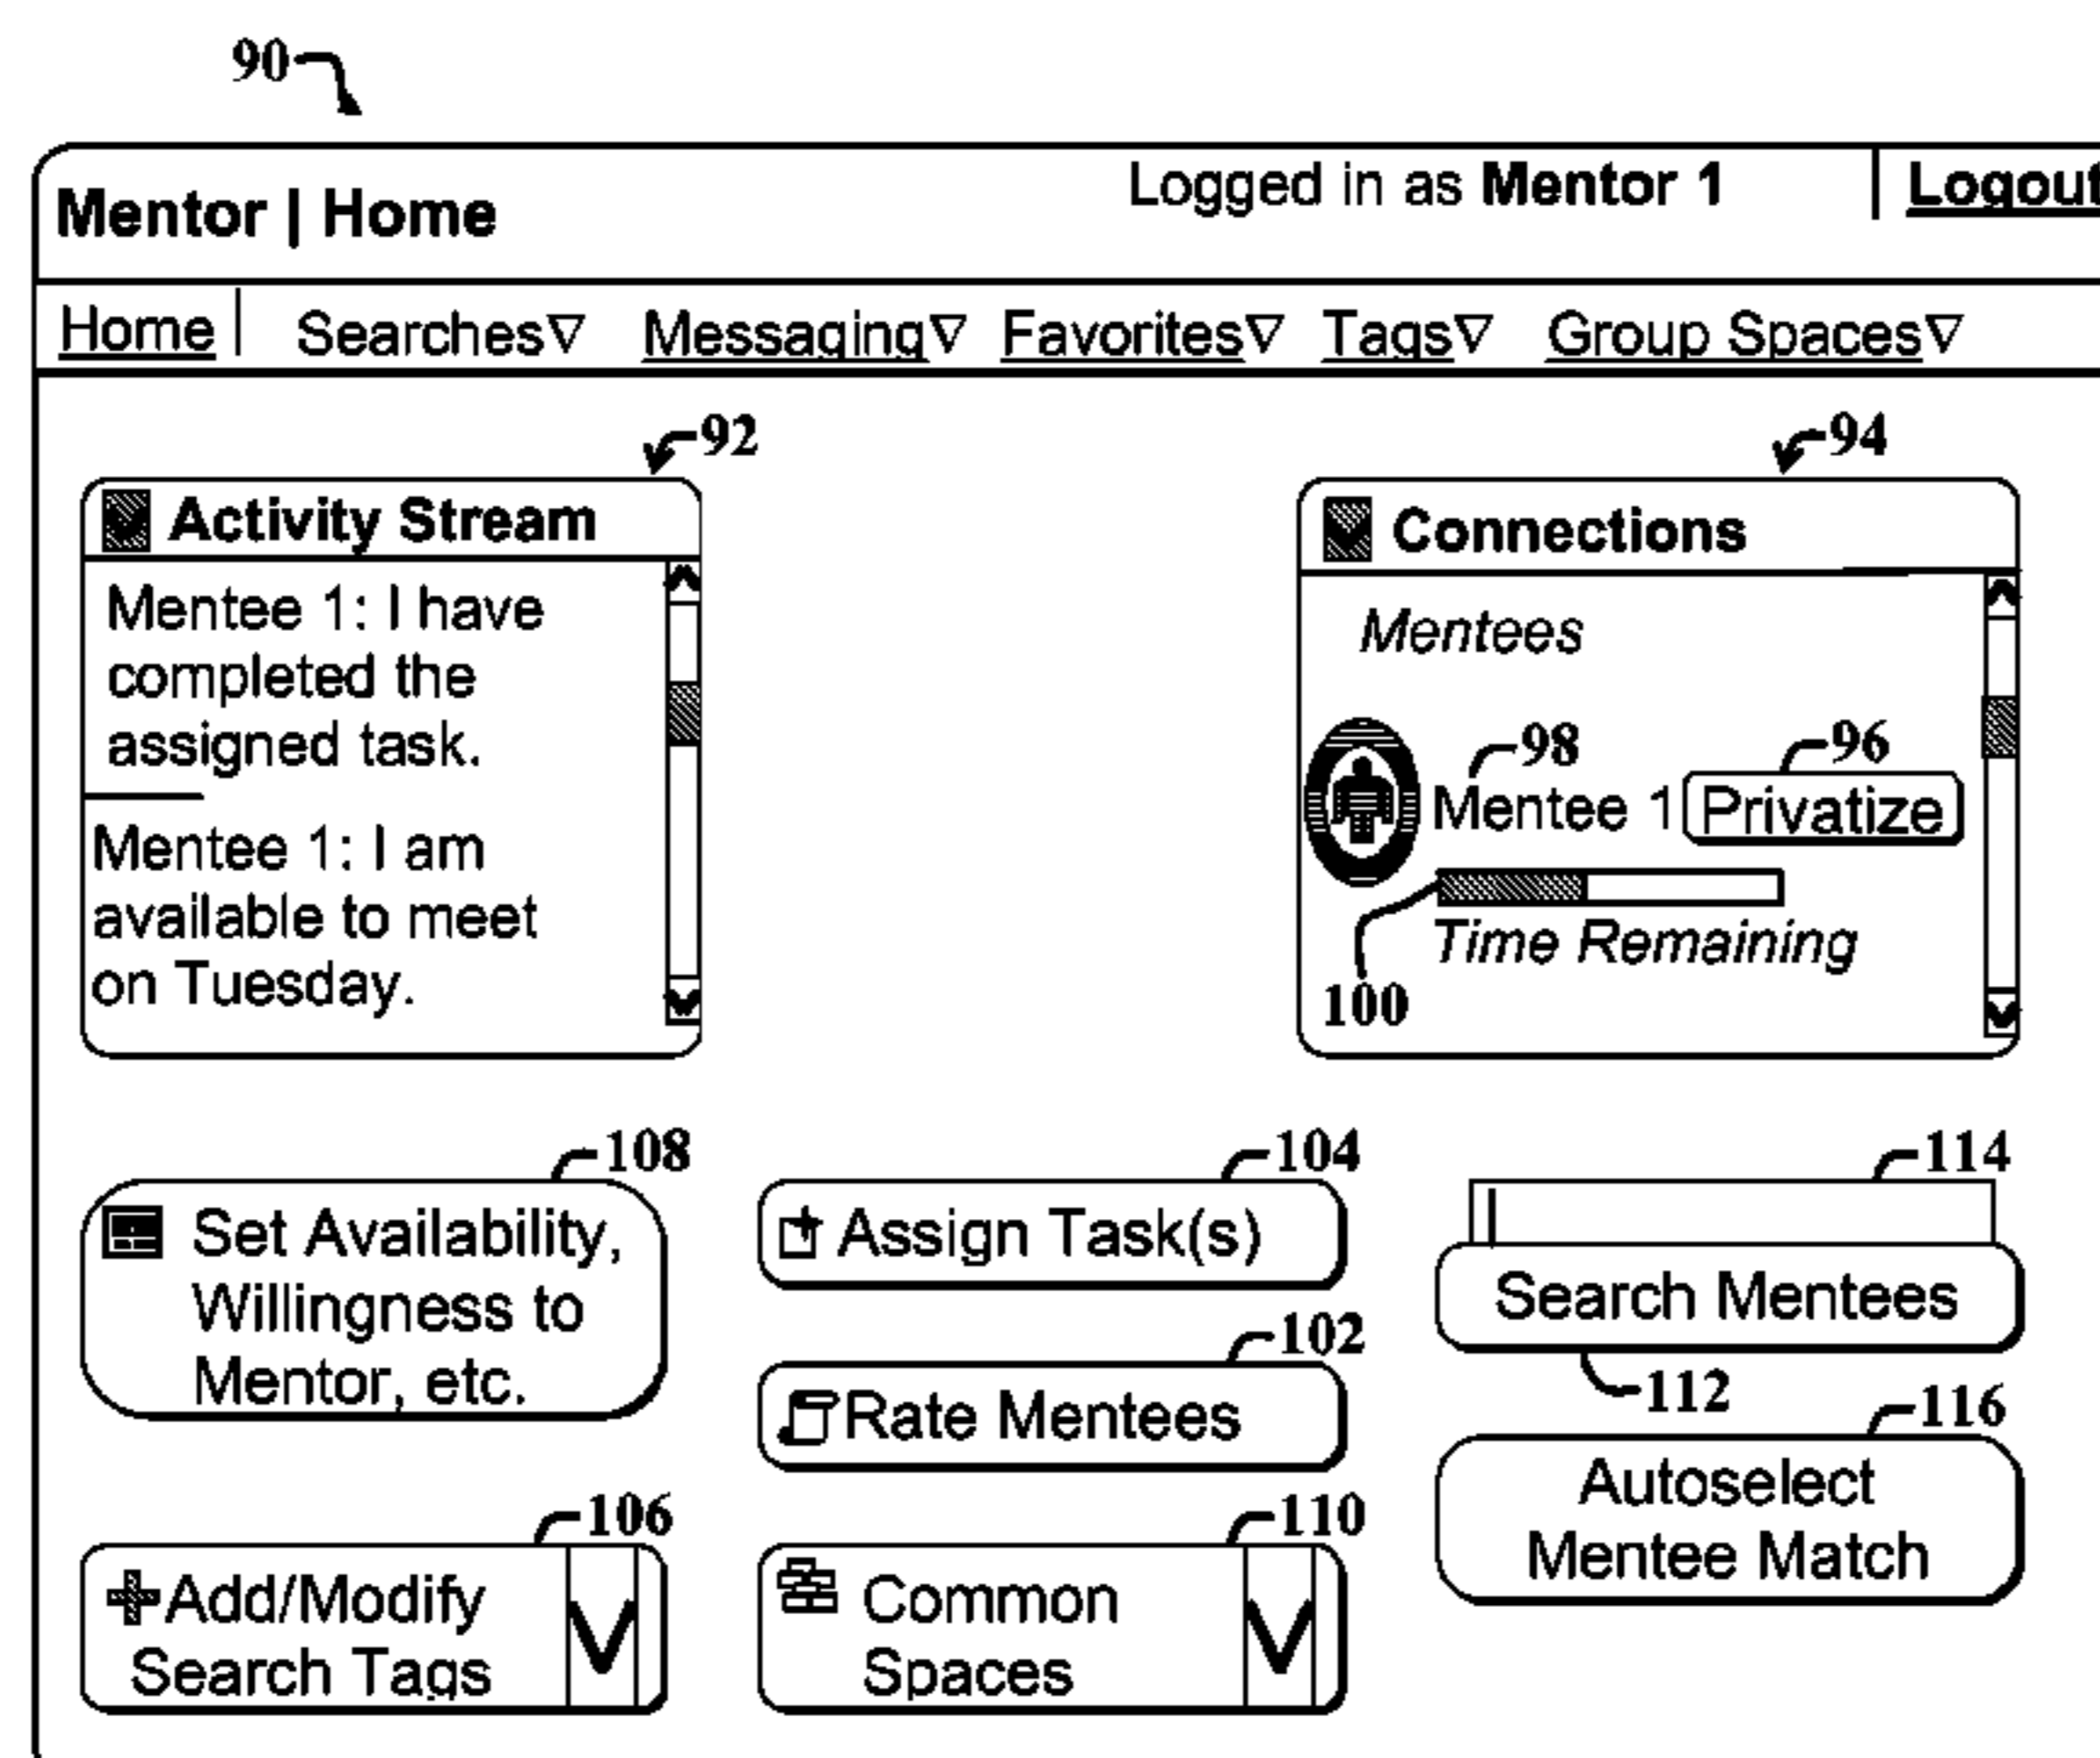 90
Mentor | Home
Logged in as Mentor 1
Logout
Home
Searches
Messaging
Favorites
Tags
Group Spaces
92
94
Activity Stream
Mentee 1: I have
completed the
assigned task.
Mentee 1: I am
available to meet
on Tuesday.
Connections
Mentees
98
96
Mentee 1
Privatize
Time Remaining
100
108
Set Availability,
Willingness to
Mentor, etc.
104
Assign Task(s)
102
Rate Mentees
114
Search Mentees
112
116
Autoselect
Mentee Match
106
Add/Modify
Search Tags
110
Common
Spaces